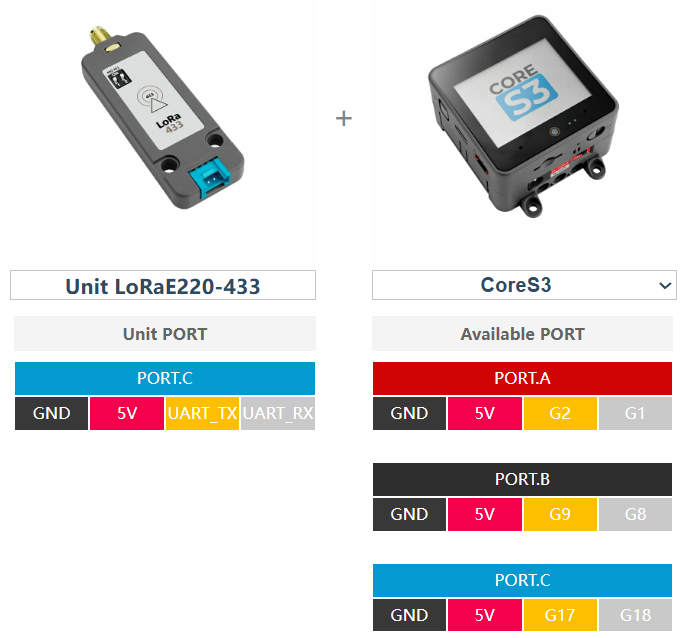 433
LoRa
433
CORE
S3
+
Unit LoRaE220-433
CoreS3
Unit PORT
Available PORT
PORT.C
PORT.A
GND 5V UART_TX UART_RX
GND 5V G2 G1
PORT.B
GND 5V G9 G8
PORT.C
GND 5V G17 G18